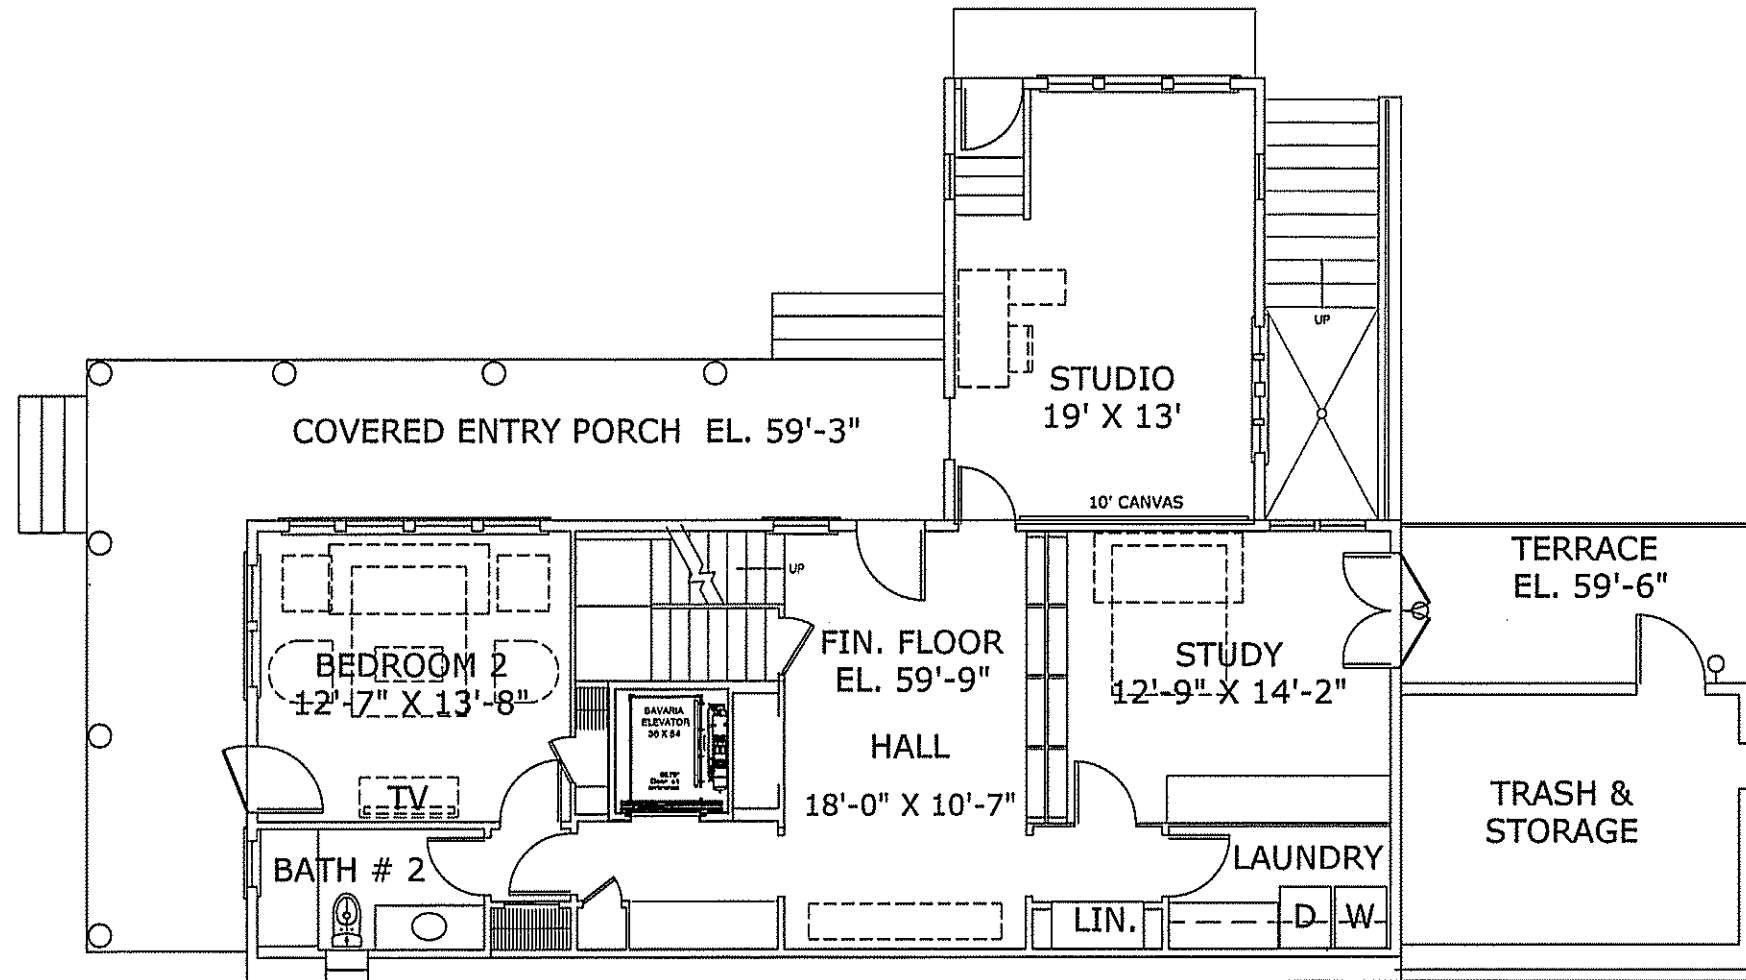 UP
STUDIO
19' X 13'
COVERED ENTRY PORCH EL. 59'-3"
10' CANVAS
TERRACE
EL. 59'-6"
UP
FIN. FLOOR
EL. 59'-9"
BEDROOM 2
12'-7" X 13'-8"
STUDY
12'-9" X 14'-2"
BAVARIA
ELEVATOR
36 X 54
HALL
18'-0" X 10'-7"
TV
TRASH &
STORAGE
BATH # 2
LAUNDRY
LIN.
D
W